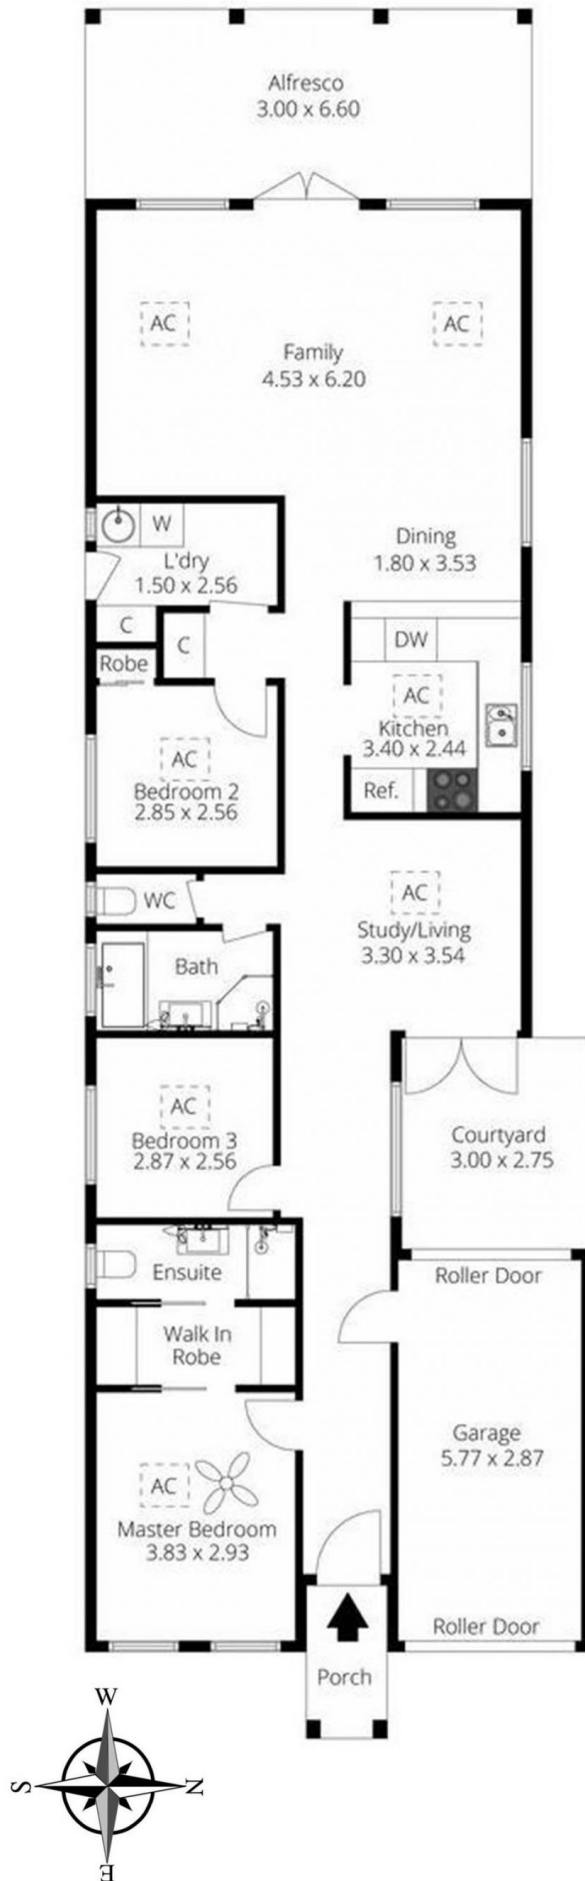 Alfresco
3.00 x 6.60
AC
AC
Family
4.53 x 6.20
W
L'dry
1.50 x 2.56
Dining
1.80 x 3.53
C
C
DW
Robe
AC
Kitchen
3.40 x 2.44
AC
Bedroom 2
2.85 x 2.56
Ref.
WC
AC
Study/Living
3.30 x 3.54
Bath
AC
Bedroom 3
2.87 x 2.56
Courtyard
3.00 x 2.75
Ensuite
Roller Door
Walk In
Robe
Garage
5.77 x 2.87
AC
Master Bedroom
3.83 x 2.93
Roller Door
Porch
W
S
N
E